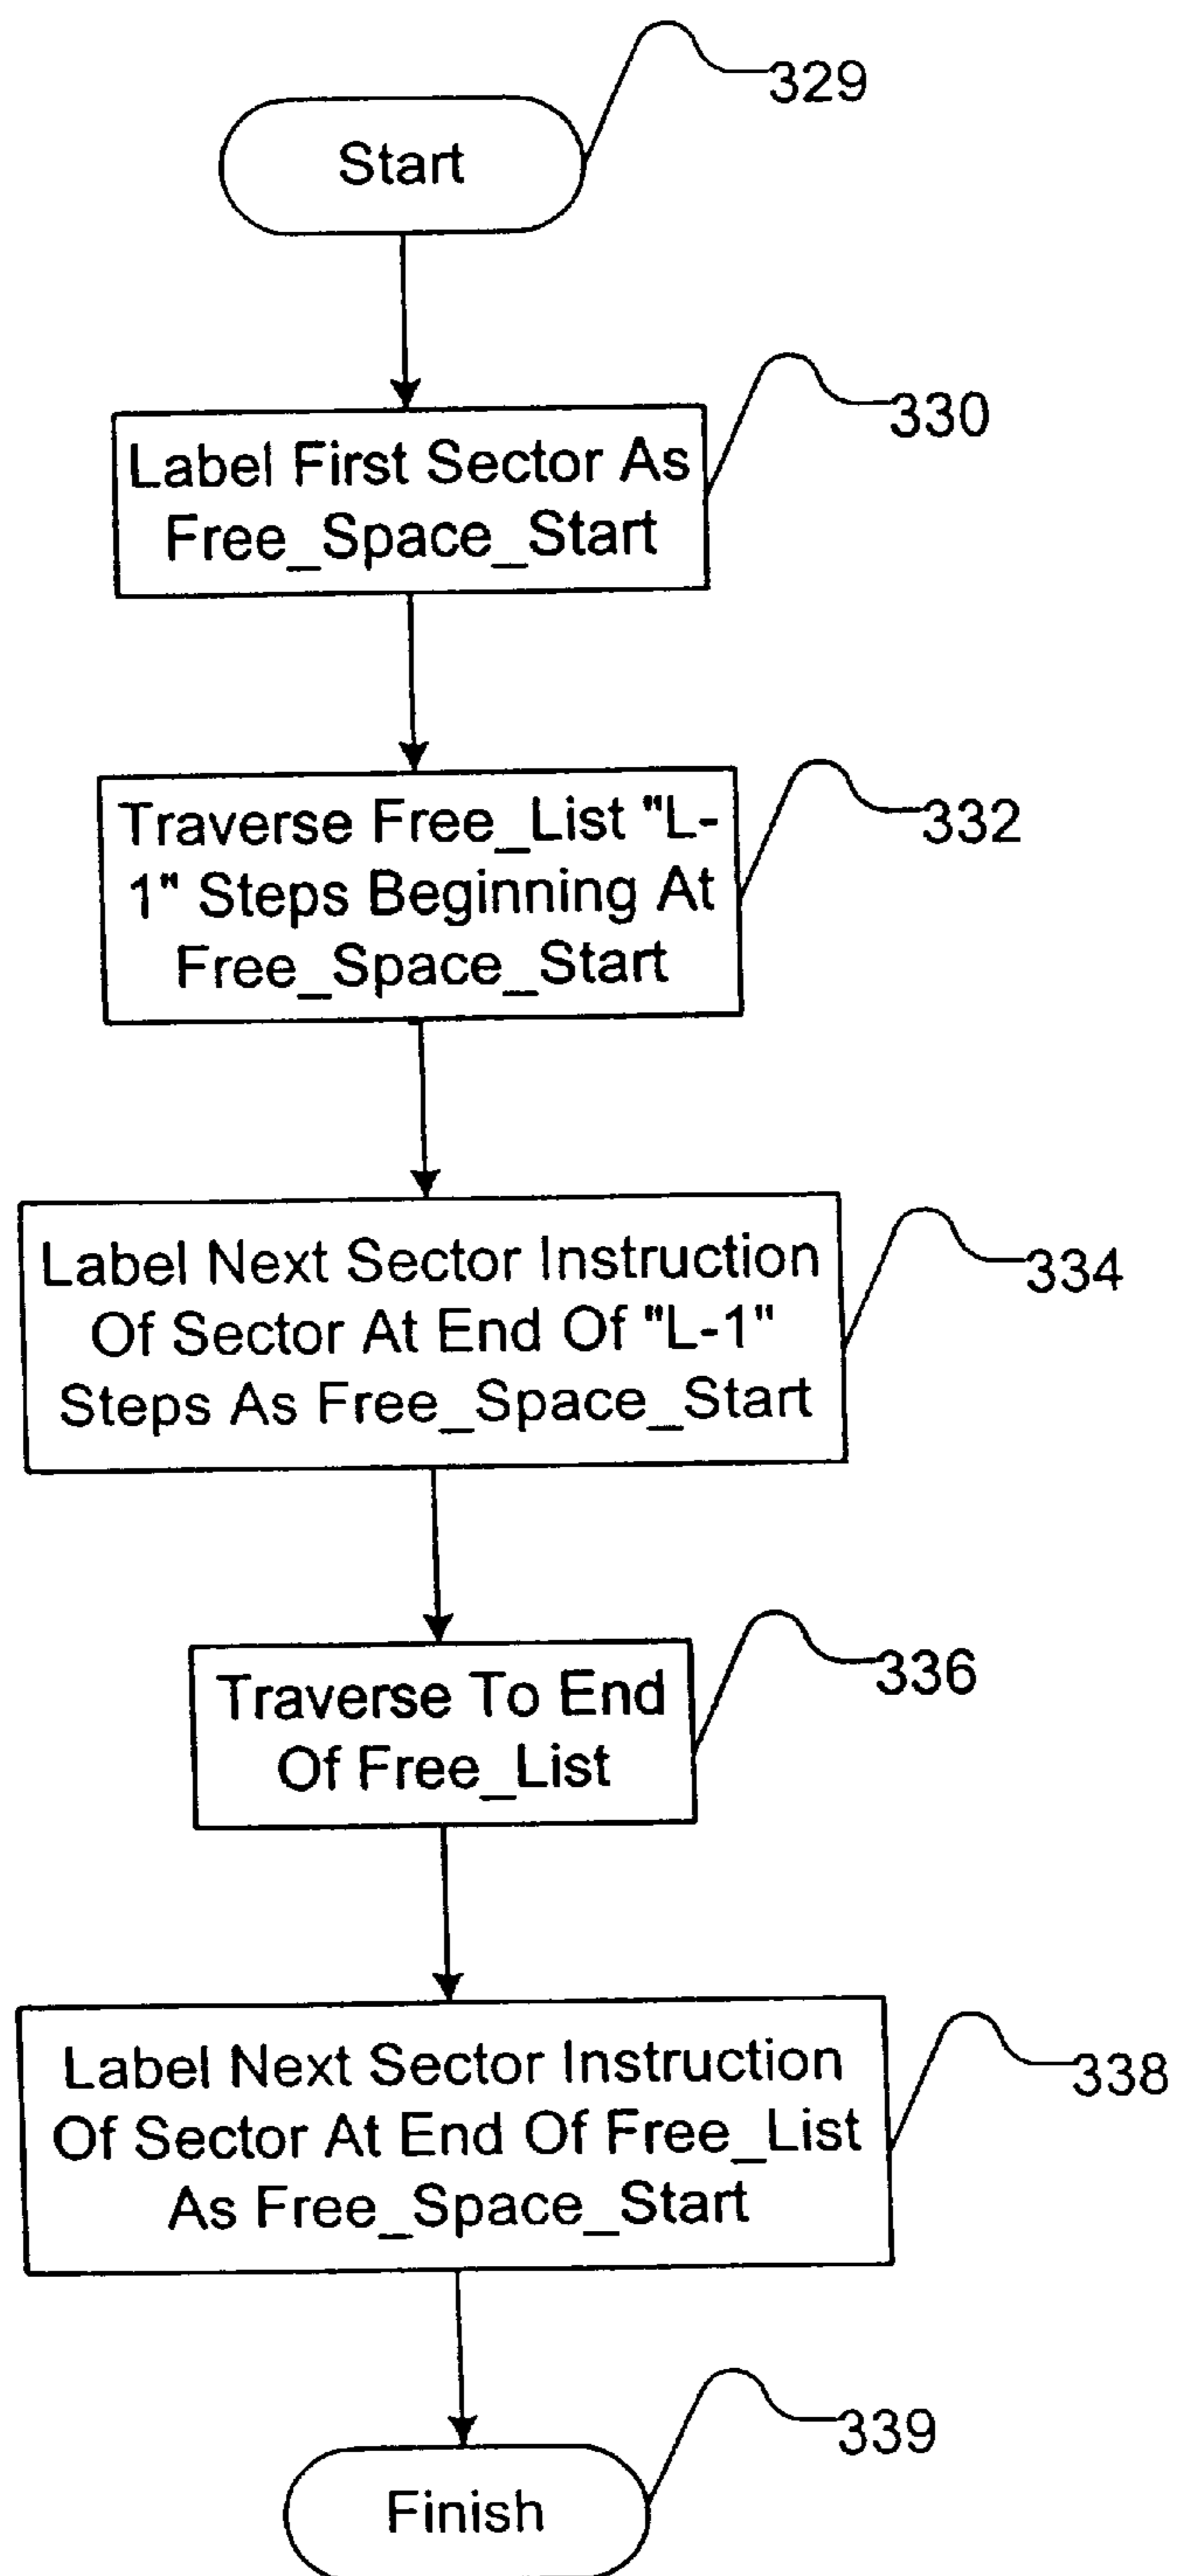 329
Start
330
Label First Sector As
Free_Space_Start
332
Traverse Free_List "L-
1" Steps Beginning At
Free_Space_Start
334
Label Next Sector Instruction
Of Sector At End Of "L-1"
Steps As Free_Space_Start
336
Traverse To End
Of Free_List
338
Label Next Sector Instruction
Of Sector At End Of Free_List
As Free_Space_Start
339
Finish